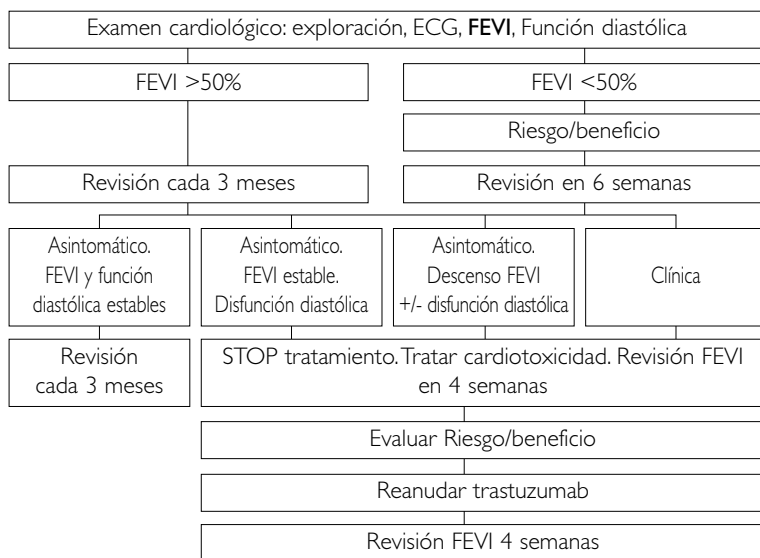 Examen cardiológico: exploración, ECG, FEVI, Función diastólica
FEVI >50%
FEVI <50%
Riesgo/beneficio
Revisión cada 3 meses
Revisión en 6 semanas
Asintomático.
FEVI y función
diastólica estables
Asintomático.
FEVI estable.
Disfunción diastólica
Asintomático.
Descenso FEVI
+/- disfunción diastólica
Clínica
Revisión
cada 3 meses
STOP tratamiento. Tratar cardiotoxicidad. Revisión FEVI
en 4 semanas
Evaluar Riesgo/beneficio
Reanudar trastuzumab
Revisión FEVI 4 semanas